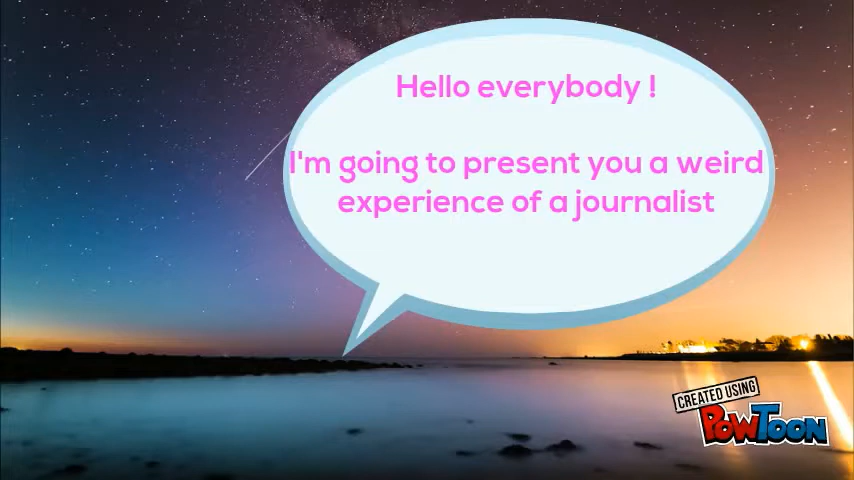 Hello everybody !
I'm going to present you a weird
experience of a journalist
CREATED USING
POWTOON